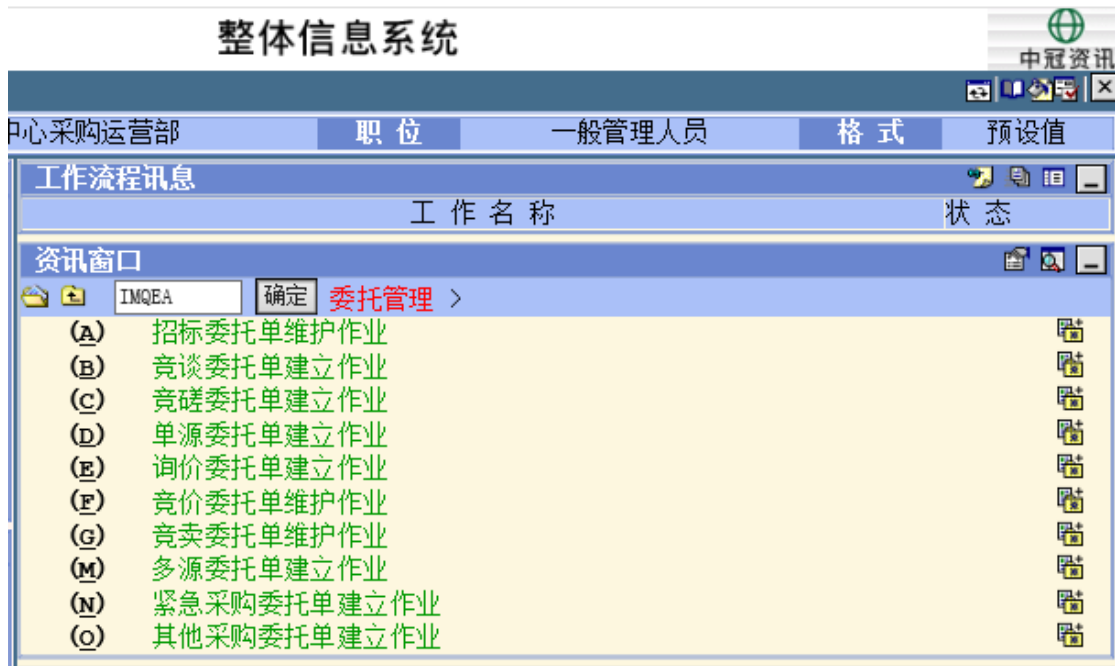 整体信息系统
中冠资讯
中心采购运营部 职位 一般管理人员 格式 预设值
工作流程讯息
工作名称 状态
资讯窗口
IMQEA 确定 委托管理 >
(A) 招标委托单维护作业
(B) 竞谈委托单建立作业
(C) 竞磋委托单建立作业
(D) 单源委托单建立作业
(E) 询价委托单建立作业
(F) 竞价委托单维护作业
(G) 竞卖委托单维护作业
(M) 多源委托单建立作业
(N) 紧急采购委托单建立作业
(O) 其他采购委托单建立作业